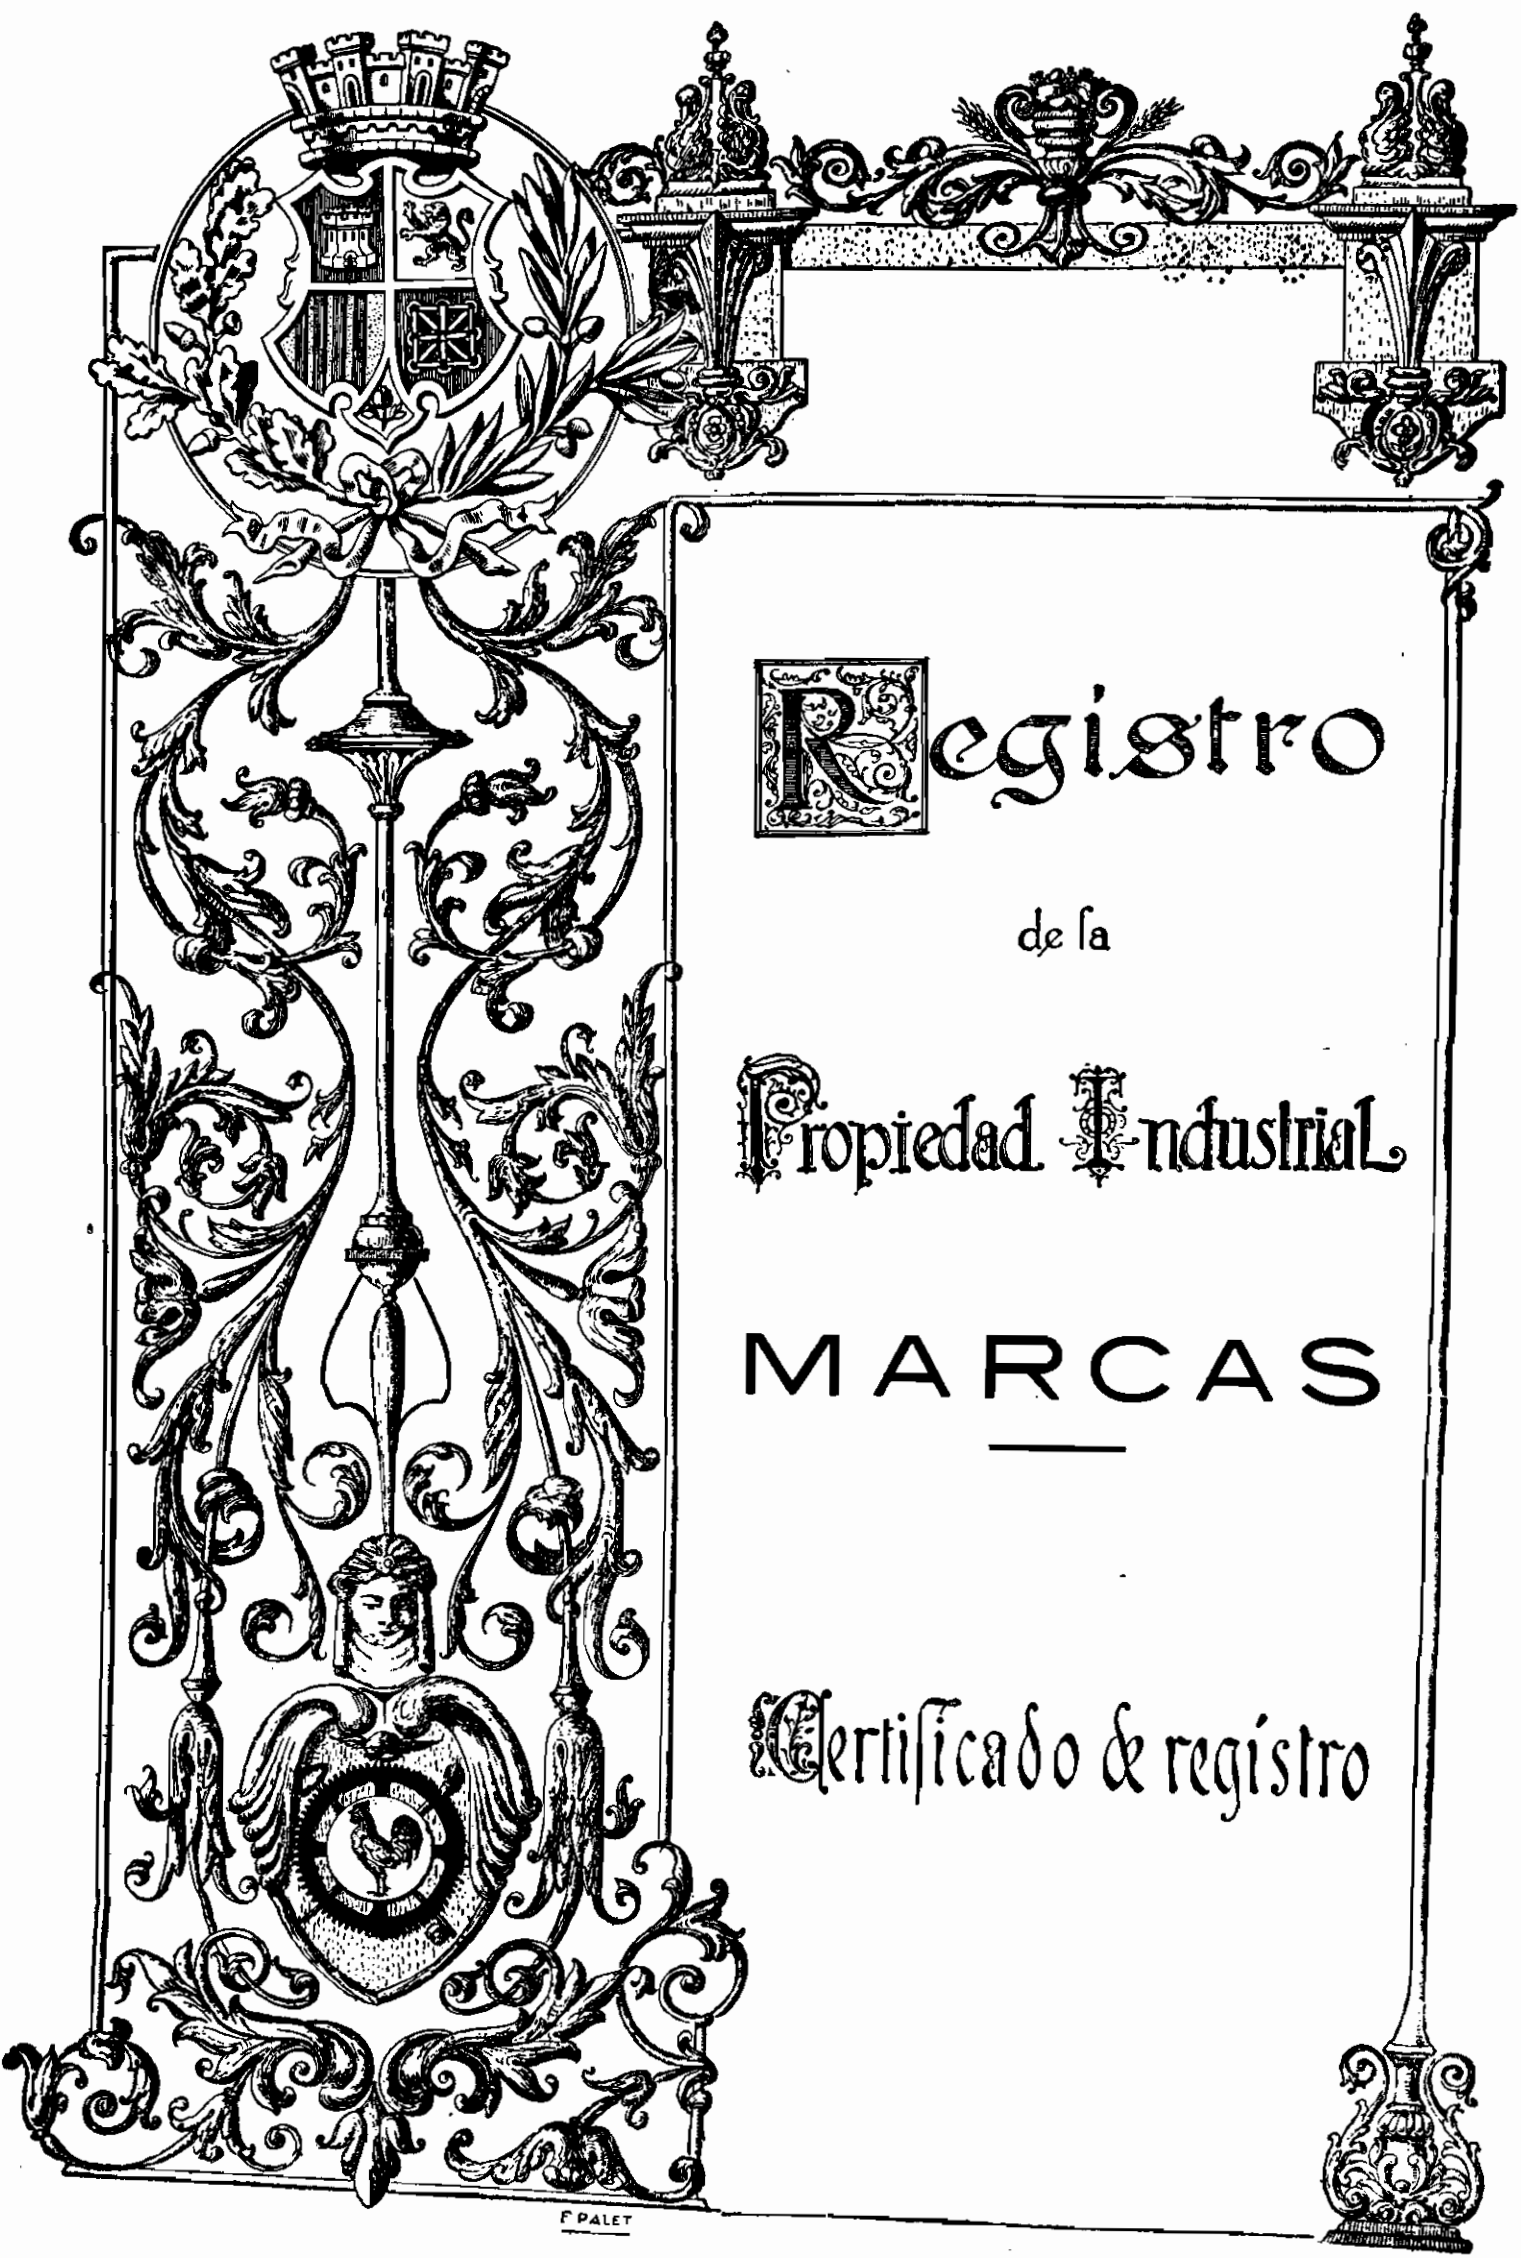 Registro
de la
Propiedad Industrial
MARCAS
Certificado de registro
F PALET